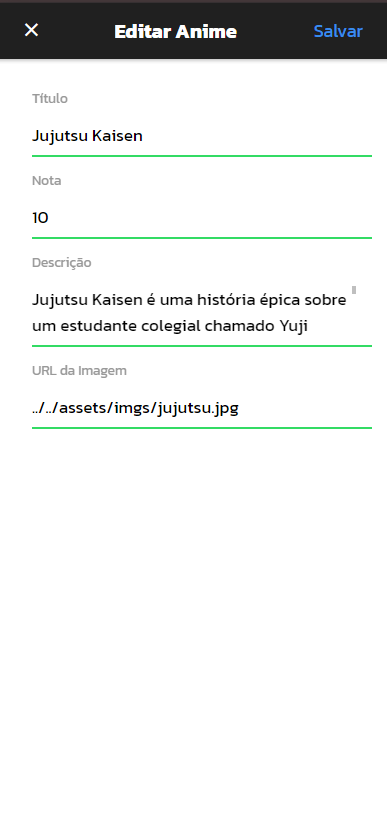 Editar Anime
Salvar
Título
Jujutsu Kaisen
Nota
10
Descrição
Jujutsu Kaisen é uma história épica sobre
um estudante colegial chamado Yuji
URL da Imagem
../../assets/imgs/jujutsu.jpg